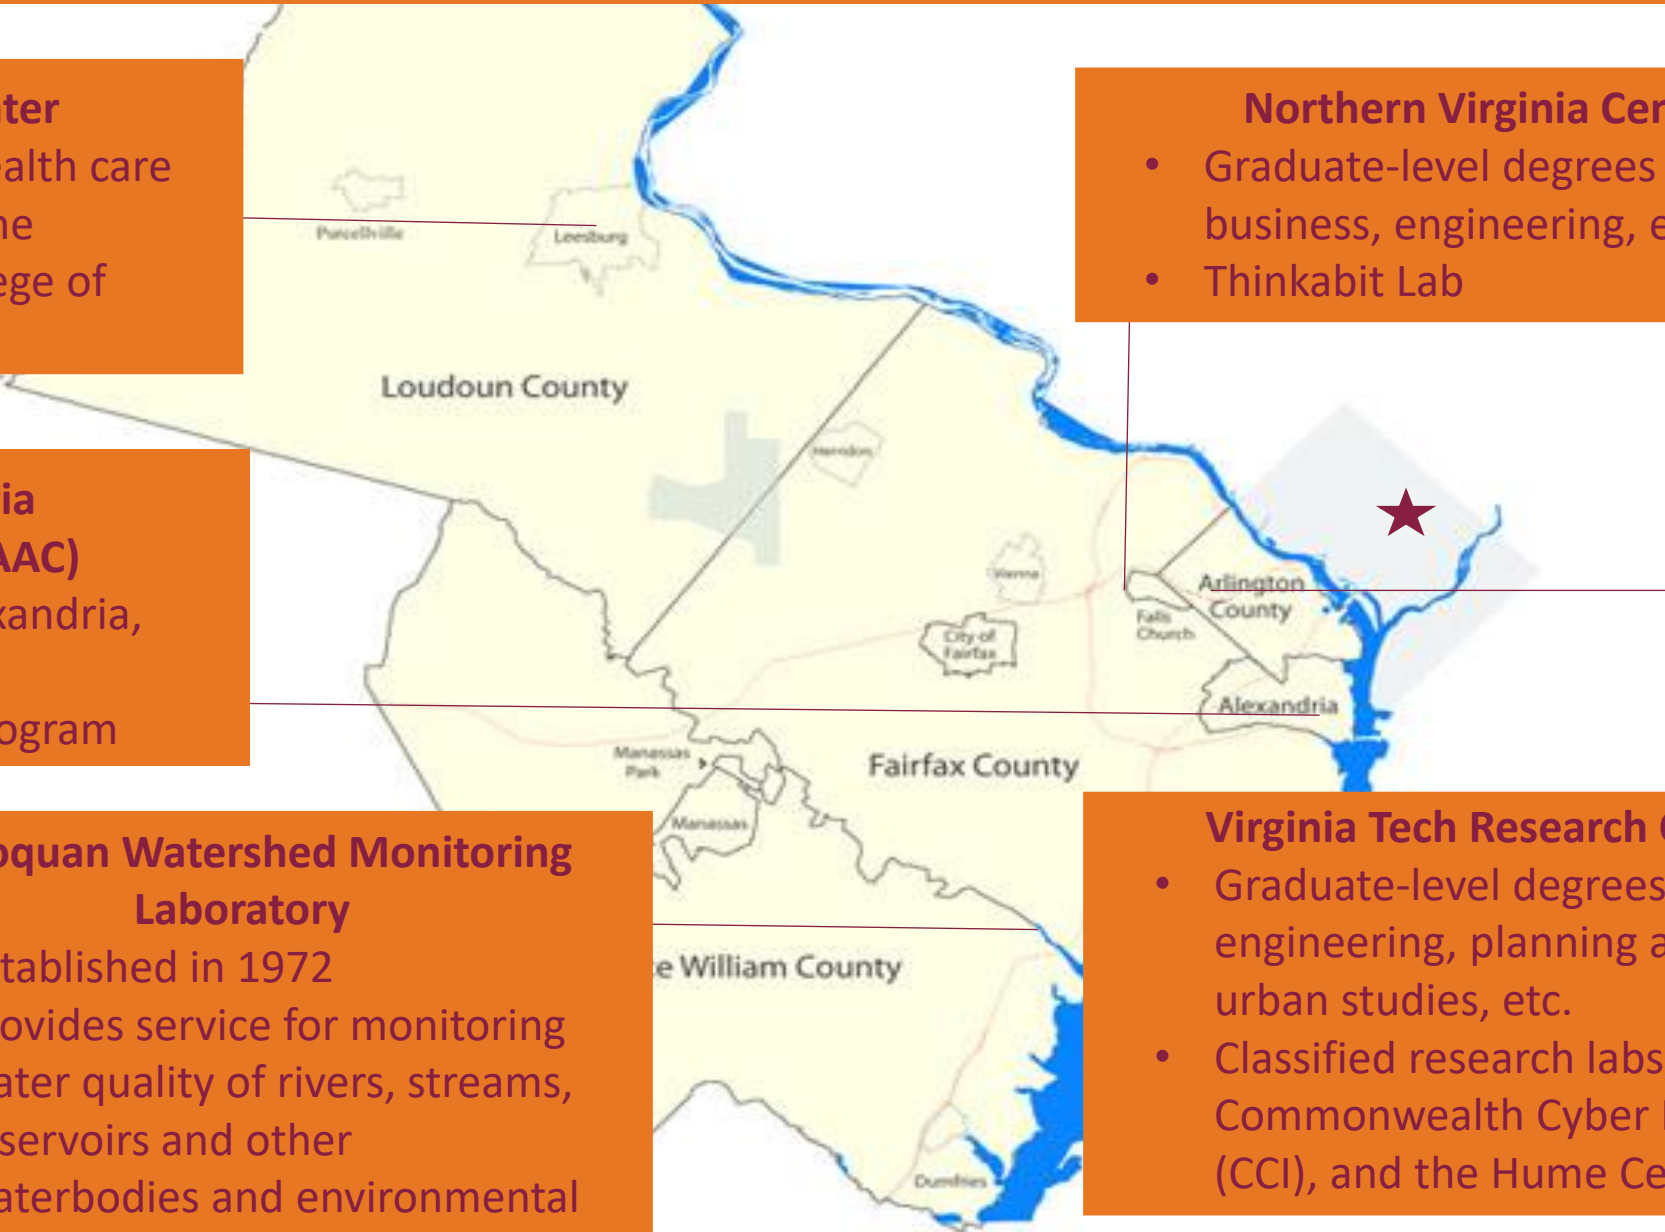 ter
ealth care
ne
ege of
Northern Virginia Cen
• Graduate-level degrees
business, engineering, e
• Thinkabit Lab
Purcellville
Leesburg
Loudoun County
Herndon
ia
AAC)
xandria,
ogram
Vienna
Arlington
County
Falls
Church
City of
Fairfax
Alexandria
Manassas
Park
Fairfax County
Manassas
oquan Watershed Monitoring
Laboratory
stablished in 1972
rovides service for monitoring
ater quality of rivers, streams,
servoirs and other
aterbodies and environmental
e William County
Dumfries
Virginia Tech Research C
• Graduate-level degrees
engineering, planning a
urban studies, etc.
• Classified research labs
Commonwealth Cyber I
(CCI), and the Hume Ce